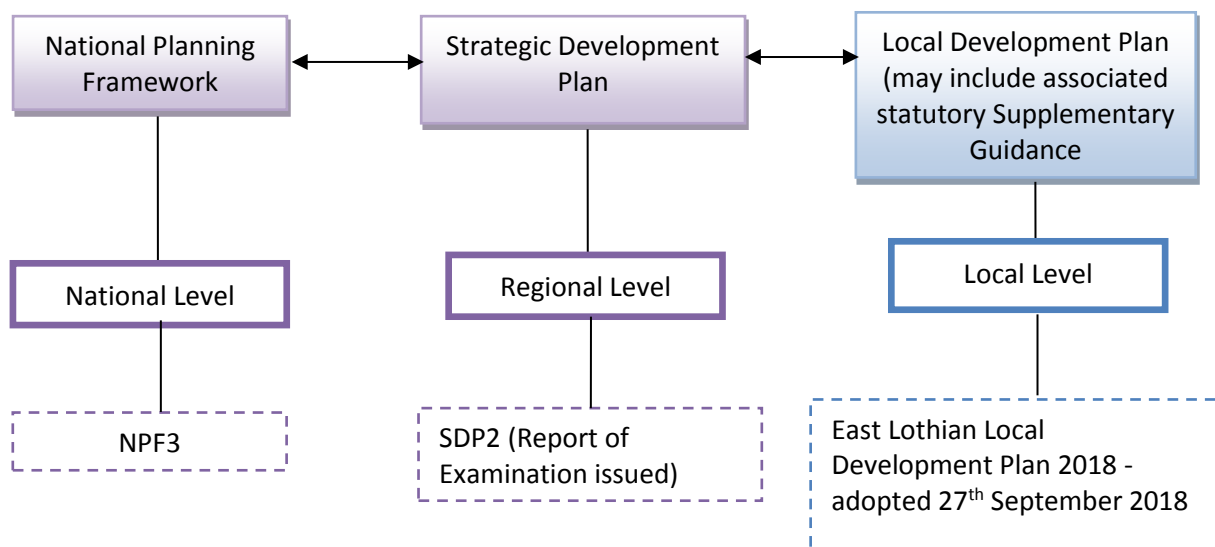 National Planning
Framework
Strategic Development
Plan
Local Development Plan
(may include associated
statutory Supplementary
Guidance
National Level
Regional Level
Local Level
NPF3
SDP2 (Report of
Examination issued)
East Lothian Local
Development Plan 2018 -
adopted 27th September 2018